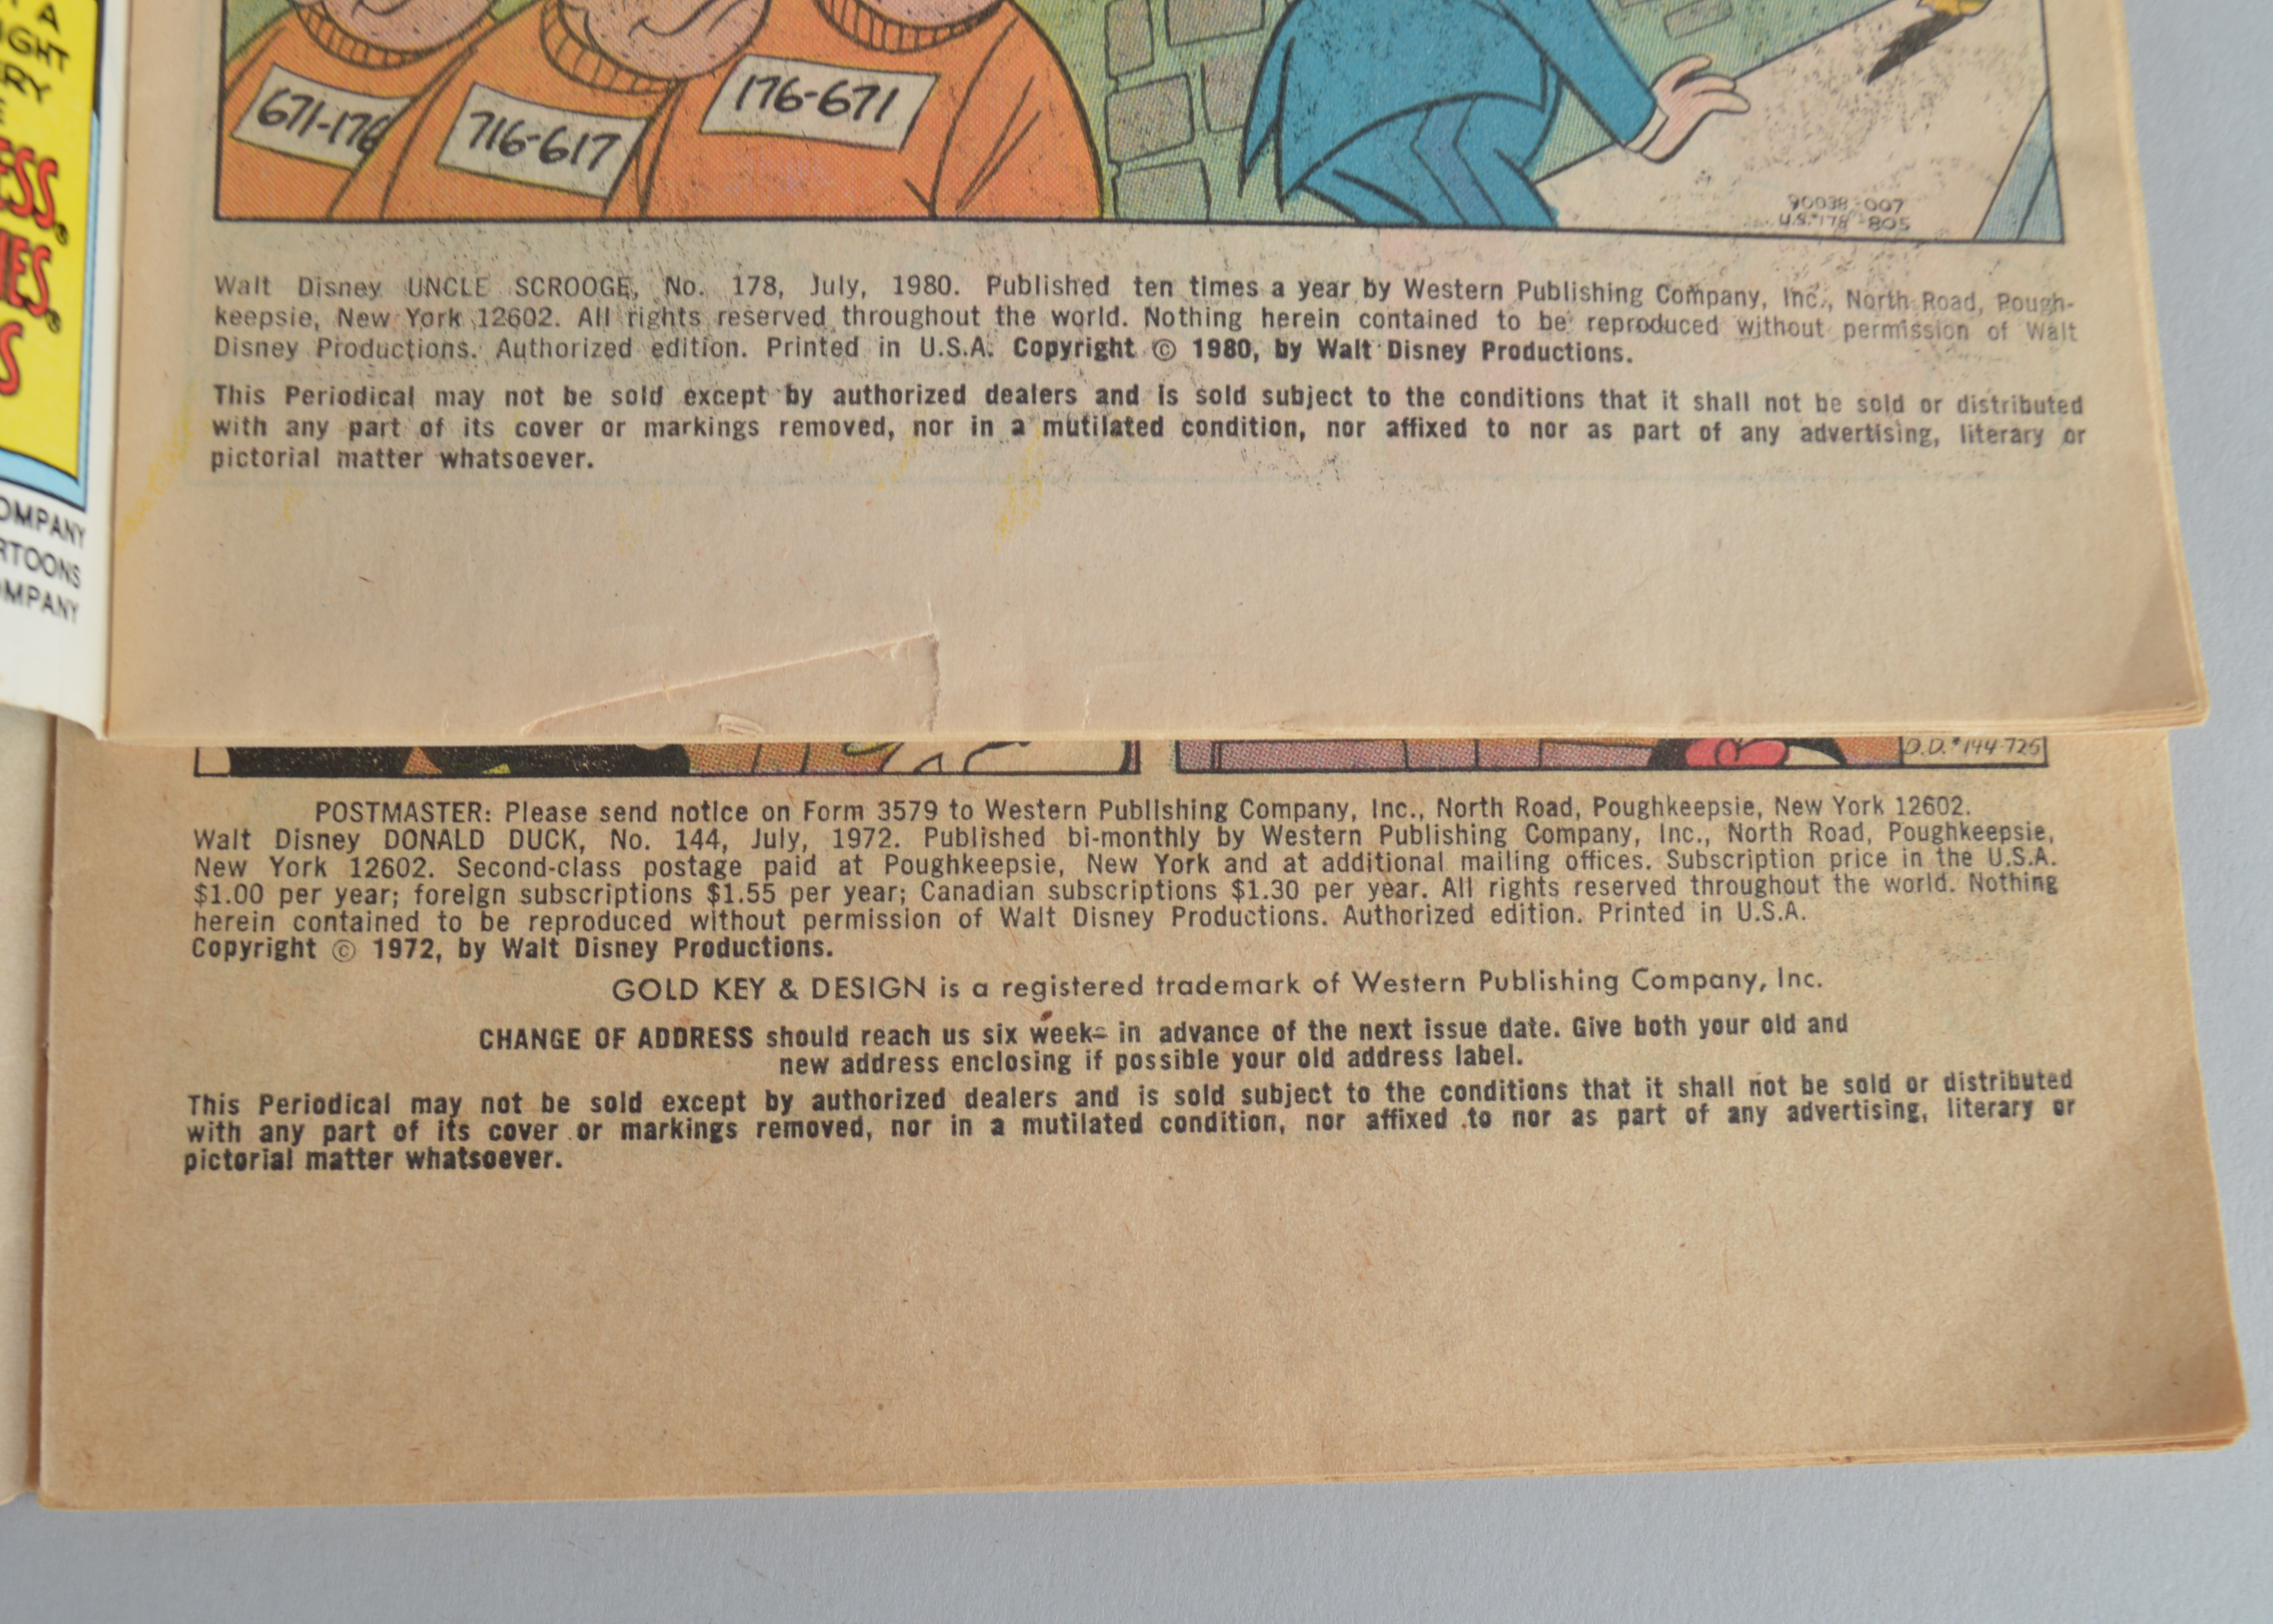 A
RY
ESS®
IES®
S
OMPANY
RTOONS
OMPANY
671-176
716-617
176-671
90038-007
U.S.#178-805
Walt Disney UNCLE SCROOGE, No. 178, July, 1980. Published ten times a year by Western Publishing Company, Inc., North Road, Pough-
keepsie, New York 12602. All rights reserved throughout the world. Nothing herein contained to be reproduced without permission of Walt
Disney Productions. Authorized edition. Printed in U.S.A. Copyright © 1980, by Walt Disney Productions.
This Periodical may not be sold except by authorized dealers and is sold subject to the conditions that it shall not be sold or distributed
with any part of its cover or markings removed, nor in a mutilated condition, nor affixed to nor as part of any advertising, literary or
pictorial matter whatsoever.
D.D.#144-725
POSTMASTER: Please send notice on Form 3579 to Western Publishing Company, Inc., North Road, Poughkeepsie, New York 12602.
Walt Disney DONALD DUCK, No. 144, July, 1972. Published bi-monthly by Western Publishing Company, Inc., North Road, Poughkeepsie,
New York 12602. Second-class postage paid at Poughkeepsie, New York and at additional mailing offices. Subscription price in the U.S.A.
$1.00 per year; foreign subscriptions $1.55 per year; Canadian subscriptions $1.30 per year. All rights reserved throughout the world. Nothing
herein contained to be reproduced without permission of Walt Disney Productions. Authorized edition. Printed in U.S.A.
Copyright © 1972, by Walt Disney Productions.
GOLD KEY & DESIGN is a registered trademark of Western Publishing Company, Inc.
CHANGE OF ADDRESS should reach us six weeks in advance of the next issue date. Give both your old and
new address enclosing if possible your old address label.
This Periodical may not be sold except by authorized dealers and is sold subject to the conditions that it shall not be sold or distributed
with any part of its cover or markings removed, nor in a mutilated condition, nor affixed to nor as part of any advertising, literary or
pictorial matter whatsoever.